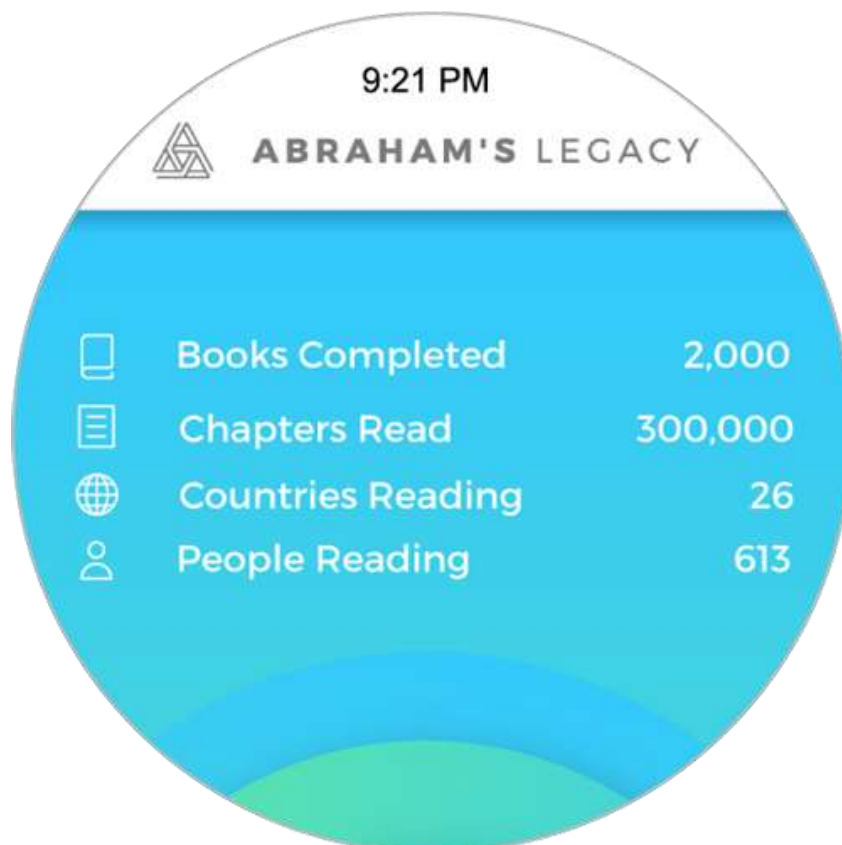 9:21 PM
ABRAHAM'S LEGACY
Books Completed 2,000
Chapters Read 300,000
Countries Reading 26
People Reading 613